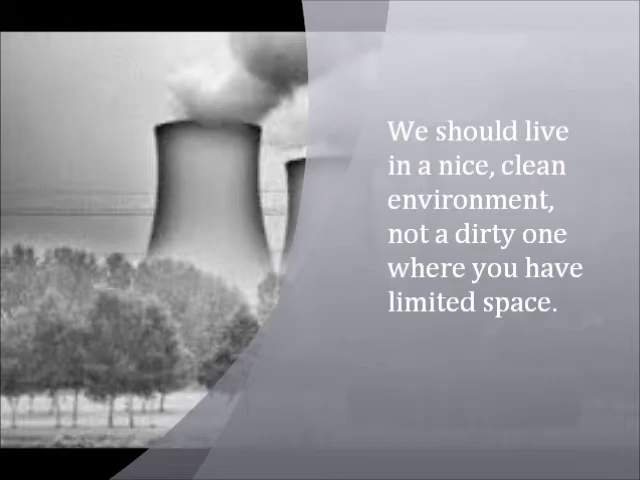 We should live
in a nice, clean
environment,
not a dirty one
where you have
limited space.